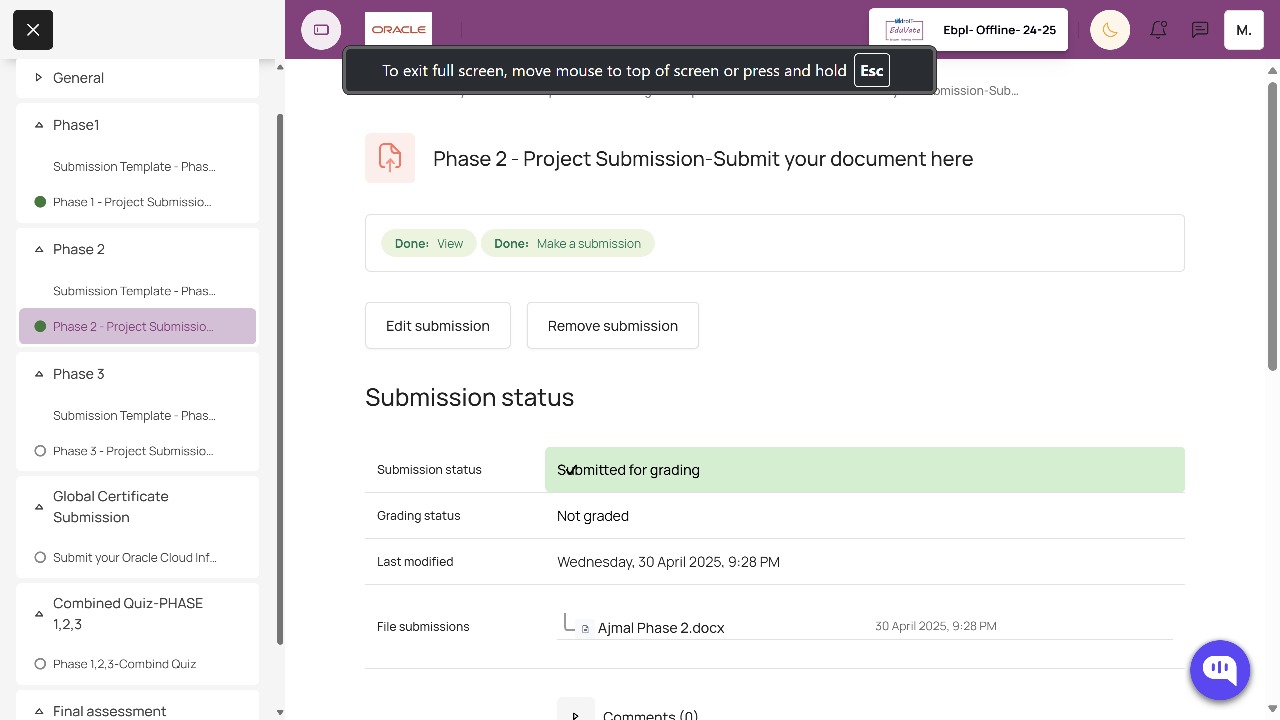 ORACLE
EduVate
Ebpl- Offline- 24-25
M.
To exit full screen, move mouse to top of screen or press and hold Esc
bmission-Sub...
General
Phase1
Submission Template - Phas...
Phase 1 - Project Submissio...
Phase 2
Submission Template - Phas...
Phase 2 - Project Submissio...
Phase 3
Submission Template - Phas...
Phase 3 - Project Submissio...
Global Certificate
Submission
Submit your Oracle Cloud Inf...
Combined Quiz-PHASE
1,2,3
Phase 1,2,3-Combind Quiz
Final assessment
Phase 2 - Project Submission-Submit your document here
Done: View
Done: Make a submission
Edit submission
Remove submission
Submission status
Submission status
Submitted for grading
Grading status
Not graded
Last modified
Wednesday, 30 April 2025, 9:28 PM
File submissions
Ajmal Phase 2.docx
30 April 2025, 9:28 PM
Comments (0)